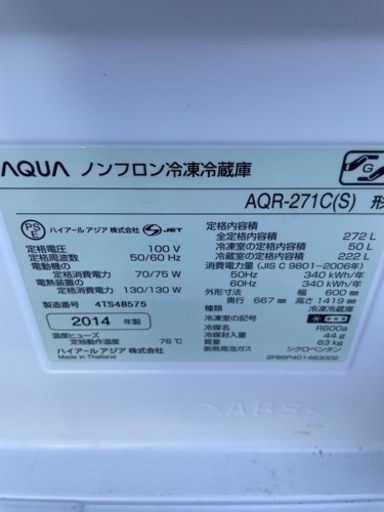 AQUA ノンフロン冷凍冷蔵庫
G
AQR-271C(S) 形
PS E ハイアール アジア 株式会社 S JET
定格電圧 100 V
定格周波数 50/60 Hz
電動機の
定格消費電力 70/75 W
電熱装置の
定格消費電力 130/130 W
製造番号 4TS48575
2014 年製
温度ヒューズ
定格動作温度 76℃
ハイアール アジア 株式会社
Made in Thailand
定格内容積
全定格内容積 272 L
冷凍室の定格内容積 50 L
冷蔵室の定格内容積 222 L
消費電力量 (JIS C 9801-2006年)
50Hz 340 kWh/年
60Hz 340 kWh/年
外形寸法 幅 600 ㎜
奥行 667 ㎜ 高さ 1419 ㎜
種類 冷凍冷蔵庫
冷凍室の記号
冷媒名 R600a
冷媒量 44 g
質量 63 kg
断熱発泡ガス シクロペンタン
2FB8SP401483002
>ABS<